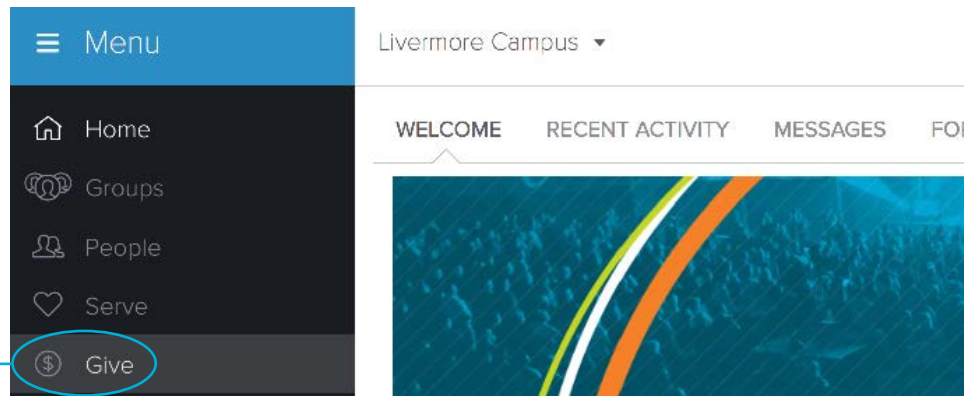 Menu
Livermore Campus
Home
WELCOME RECENT ACTIVITY MESSAGES
Groups
People
Serve
$ Give